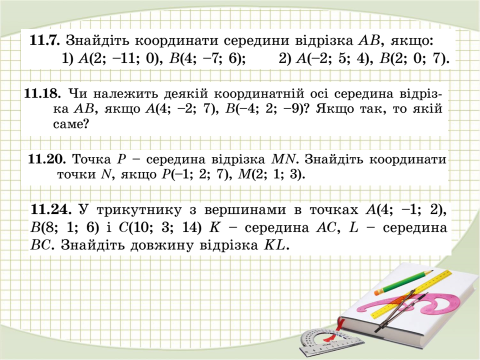 11.7. Знайдіть координати середини відрізка AB, якщо:
1) A(2; –11; 0), B(4; –7; 6); 2) A(–2; 5; 4), B(2; 0; 7).
11.18. Чи належить деякій координатній осі середина відріз-
ка AB, якщо A(4; –2; 7), B(–4; 2; –9)? Якщо так, то якій
саме?
11.20. Точка P – середина відрізка MN. Знайдіть координати
точки N, якщо P(–1; 2; 7), M(2; 1; 3).
11.24. У трикутнику з вершинами в точках A(4; –1; 2),
B(8; 1; 6) і C(10; 3; 14) K – середина AC, L – середина
BC. Знайдіть довжину відрізка KL.